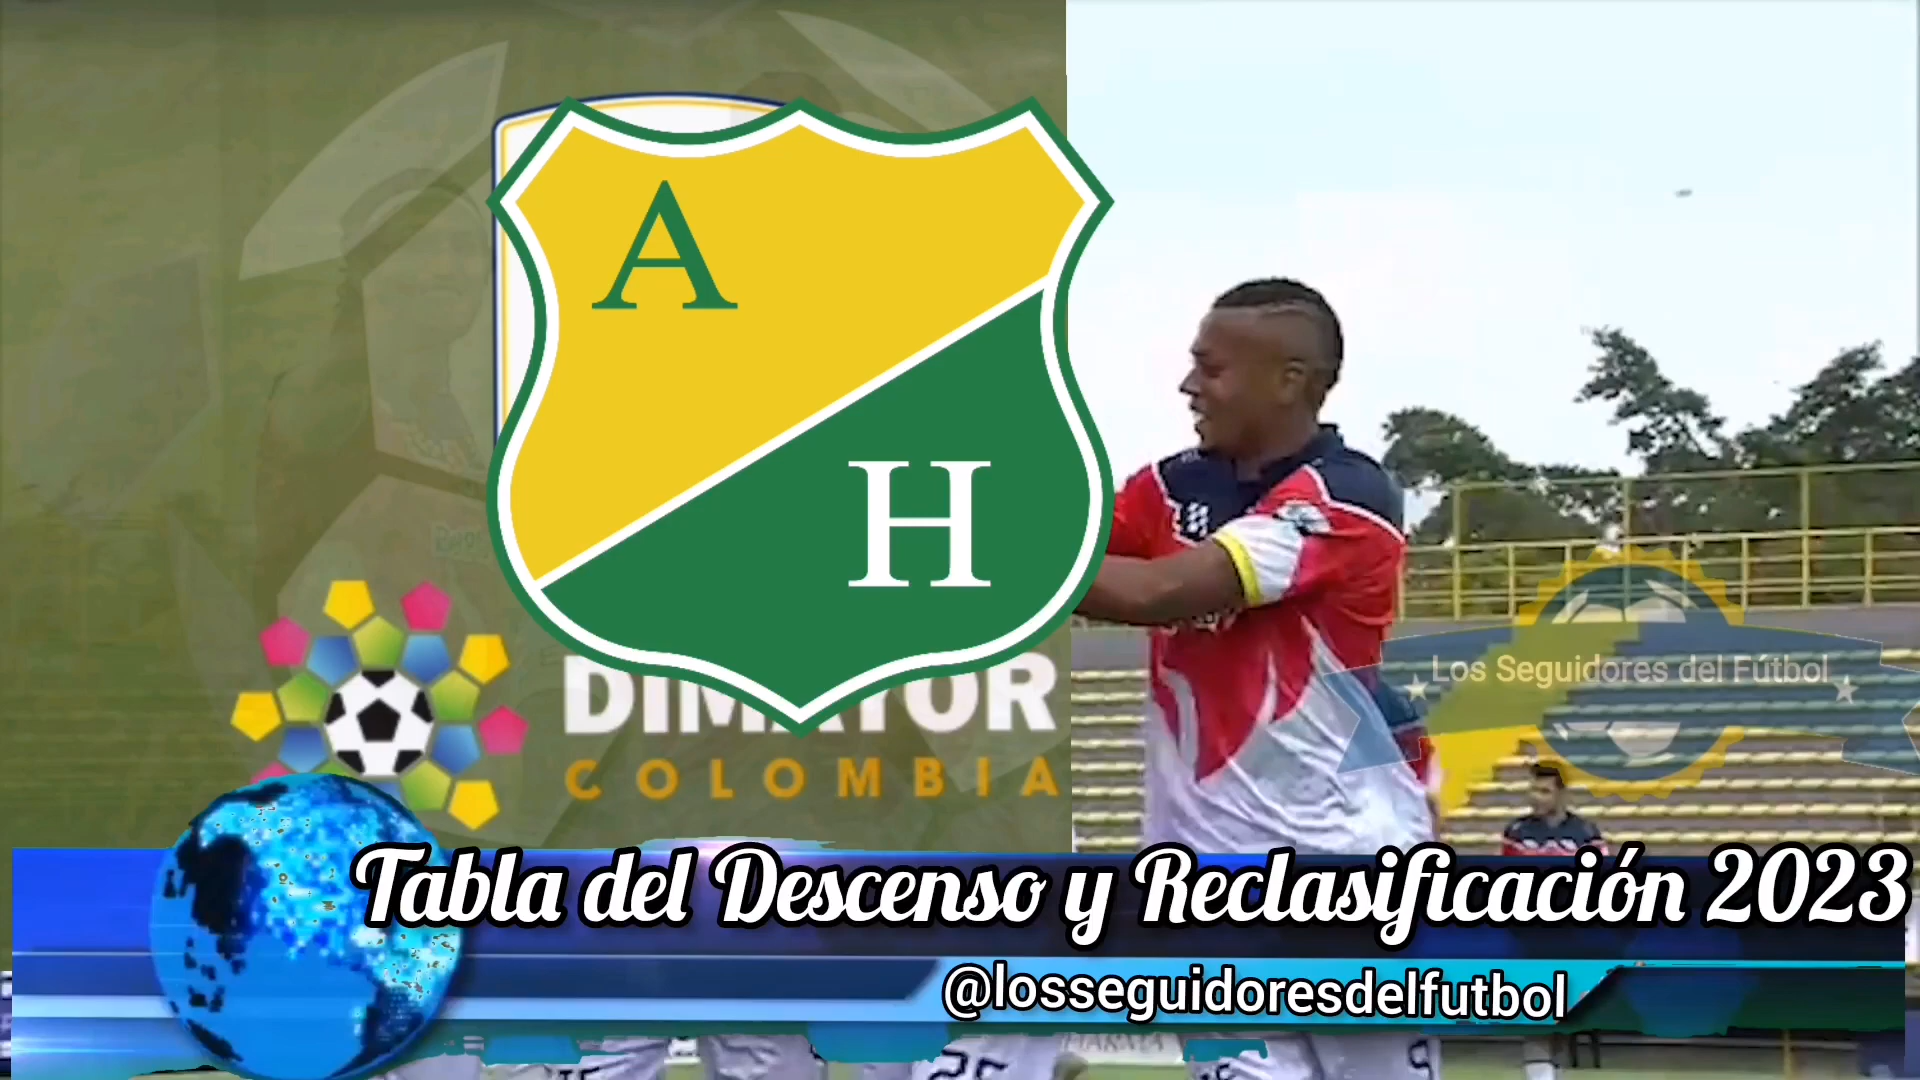 A
H
DIMAYOR
COLOMBIA
Los Seguidores del Fútbol
Tabla del Descenso y Reclasificación 2023
@losseguidoresdelfutbol